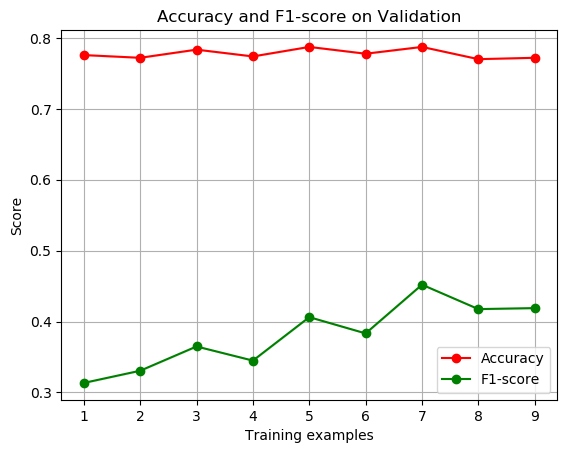 Accuracy and F1-score on Validation
0.8
0.7
0.6
0.5
0.4
0.3
Score
1 2 3 4 5 6 7 8 9
Training examples
Accuracy
F1-score